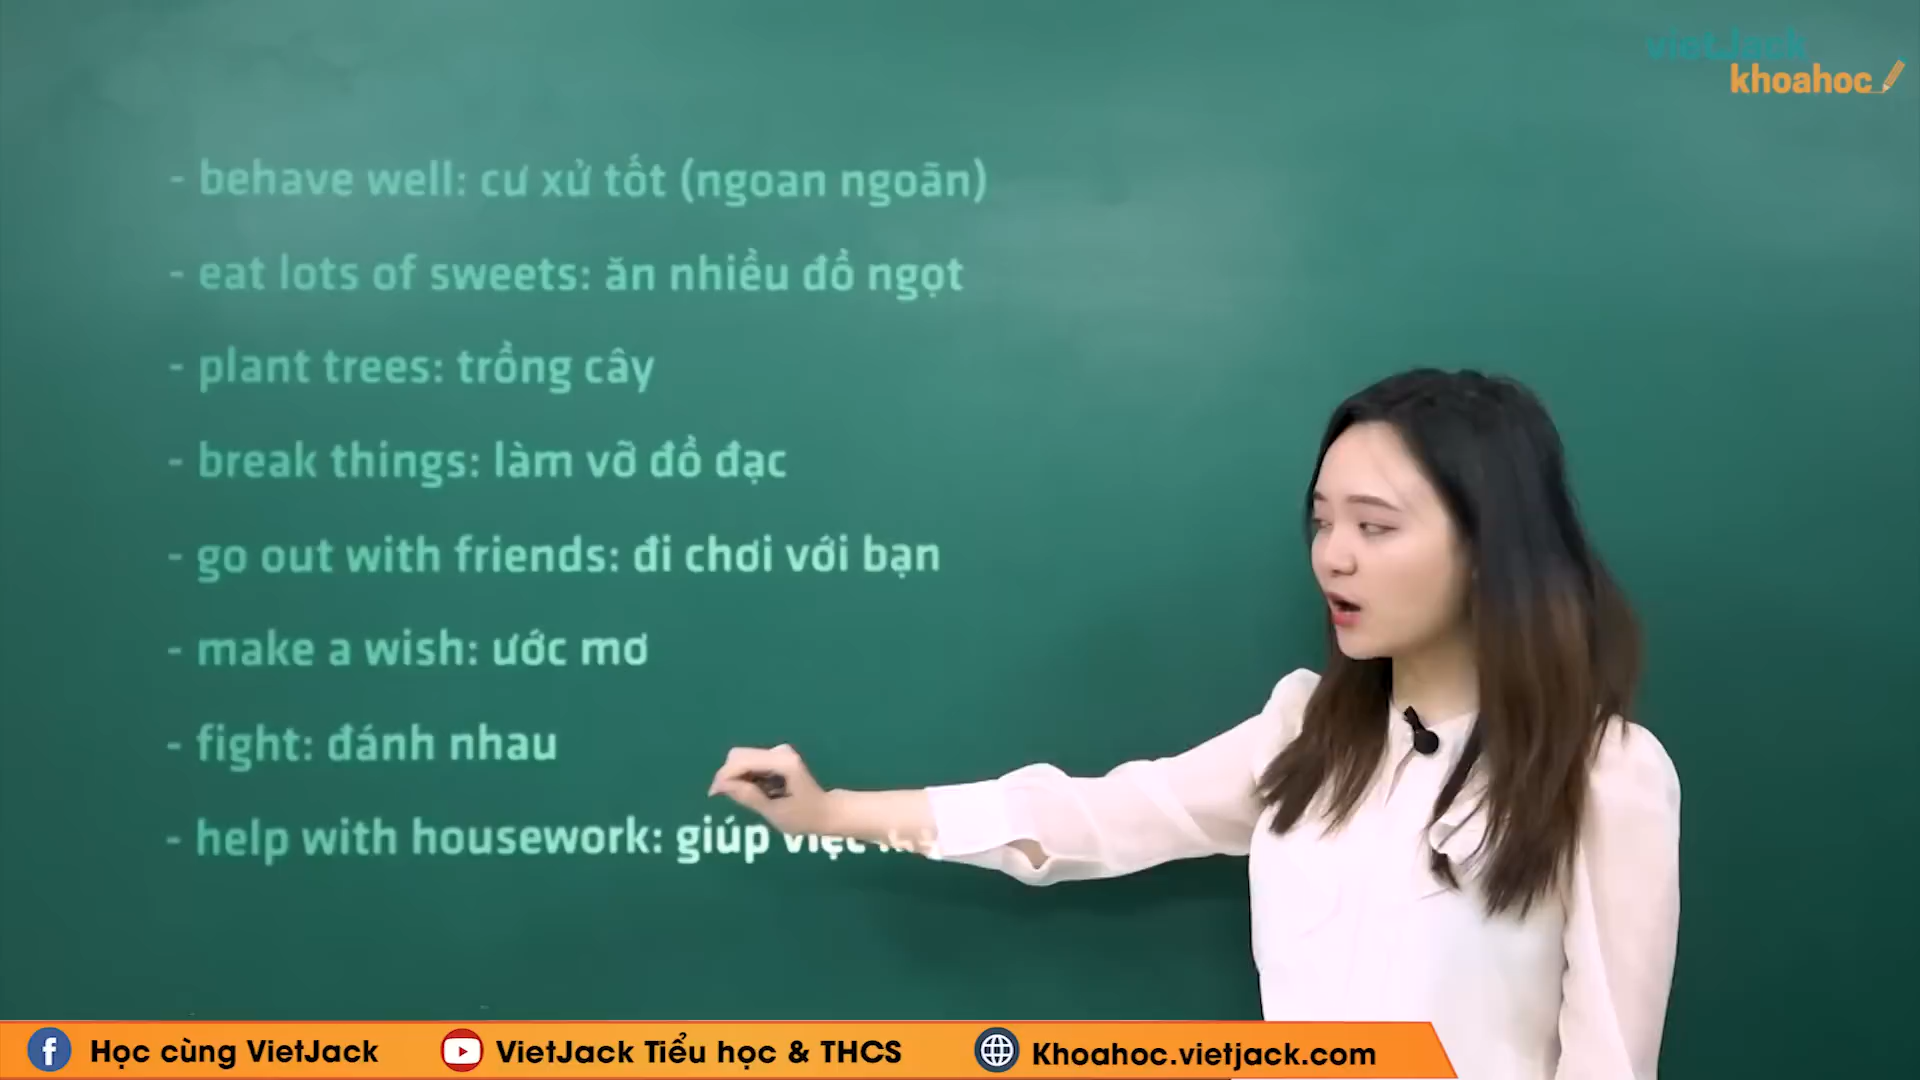 vietJack
khoahoc
- behave well: cư xử tốt (ngoan ngoãn)
- eat lots of sweets: ăn nhiều đồ ngọt
- plant trees: trồng cây
- break things: làm vỡ đồ đạc
- go out with friends: đi chơi với bạn
- make a wish: ước mơ
- fight: đánh nhau
- help with housework: giúp việc
Học cùng VietJack
VietJack Tiểu học & THCS
Khoahoc.vietjack.com